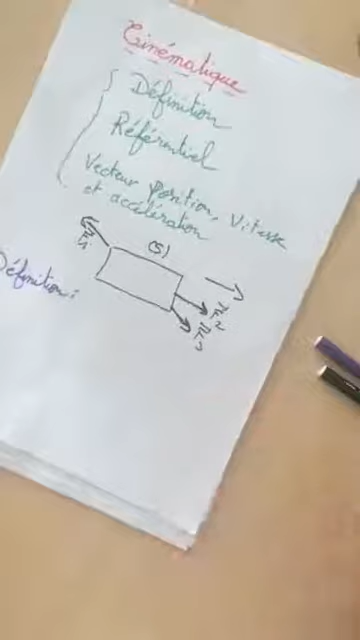 Cinématique
Définition
Référentiel
Vecteur position, Vitesse
et accélération
(S)
Définition: